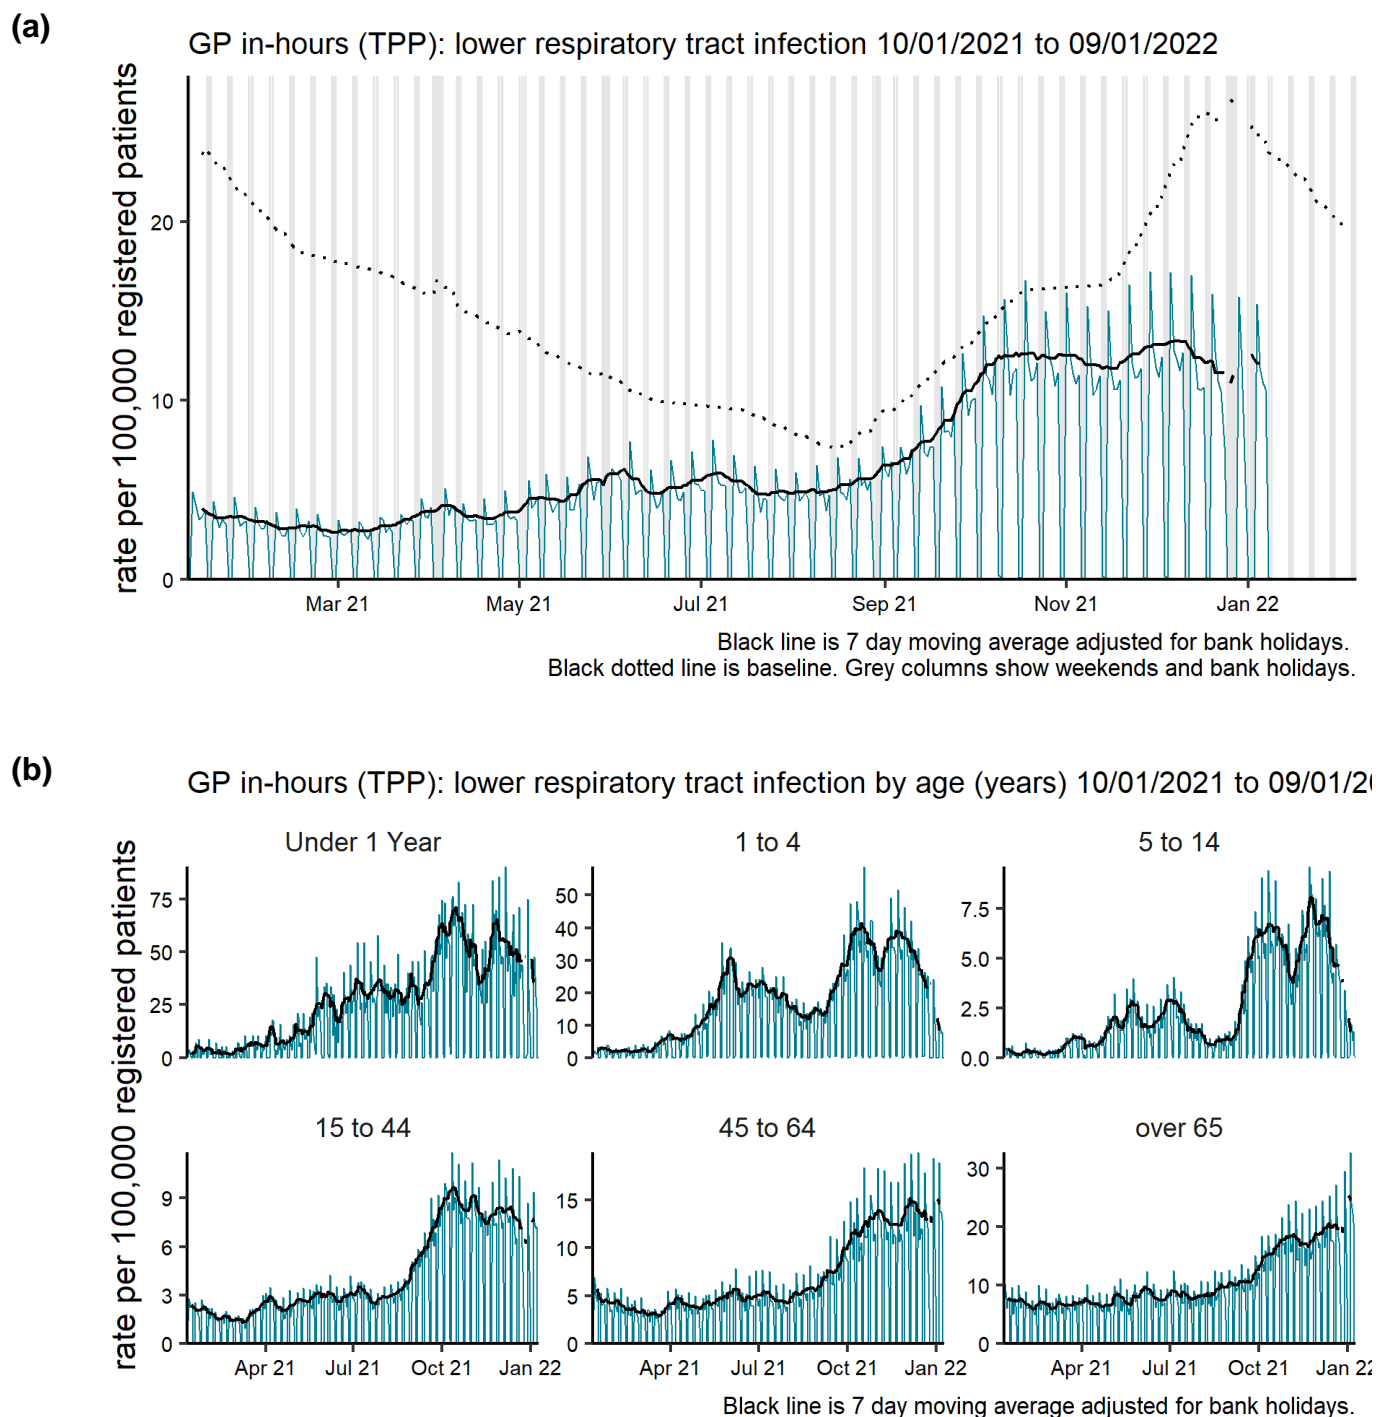 (a)
GP in-hours (TPP): lower respiratory tract infection 10/01/2021 to 09/01/2022
rate per 100,000 registered patients
20
10
0
Mar 21 May 21 Jul 21 Sep 21 Nov 21 Jan 22
Black line is 7 day moving average adjusted for bank holidays.
Black dotted line is baseline. Grey columns show weekends and bank holidays.
(b)
GP in-hours (TPP): lower respiratory tract infection by age (years) 10/01/2021 to 09/01/20
rate per 100,000 registered patients
Under 1 Year
75
50
25
0
1 to 4
50
40
30
20
10
0
5 to 14
7.5
5.0
2.5
0.0
15 to 44
9
6
3
0
Apr 21 Jul 21 Oct 21 Jan 22
45 to 64
15
10
5
0
Apr 21 Jul 21 Oct 21 Jan 22
over 65
30
20
10
0
Apr 21 Jul 21 Oct 21 Jan 22
Black line is 7 day moving average adjusted for bank holidays.